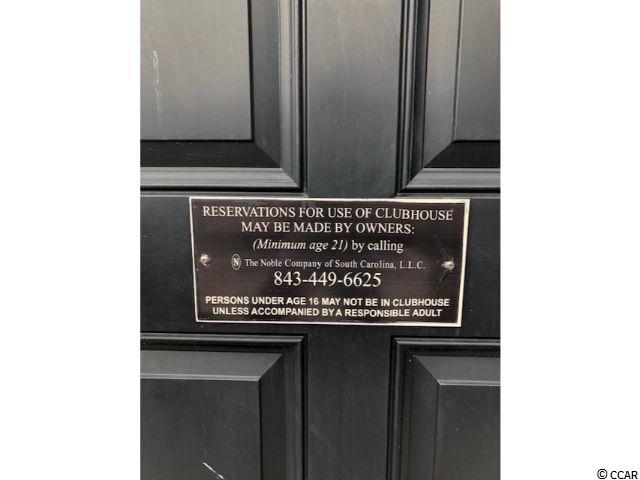 RESERVATIONS FOR USE OF CLUBHOUSE
MAY BE MADE BY OWNERS:
(Minimum age 21) by calling
N The Noble Company of South Carolina, L.L.C.
843-449-6625
PERSONS UNDER AGE 16 MAY NOT BE IN CLUBHOUSE
UNLESS ACCOMPANIED BY A RESPONSIBLE ADULT
© CCAR